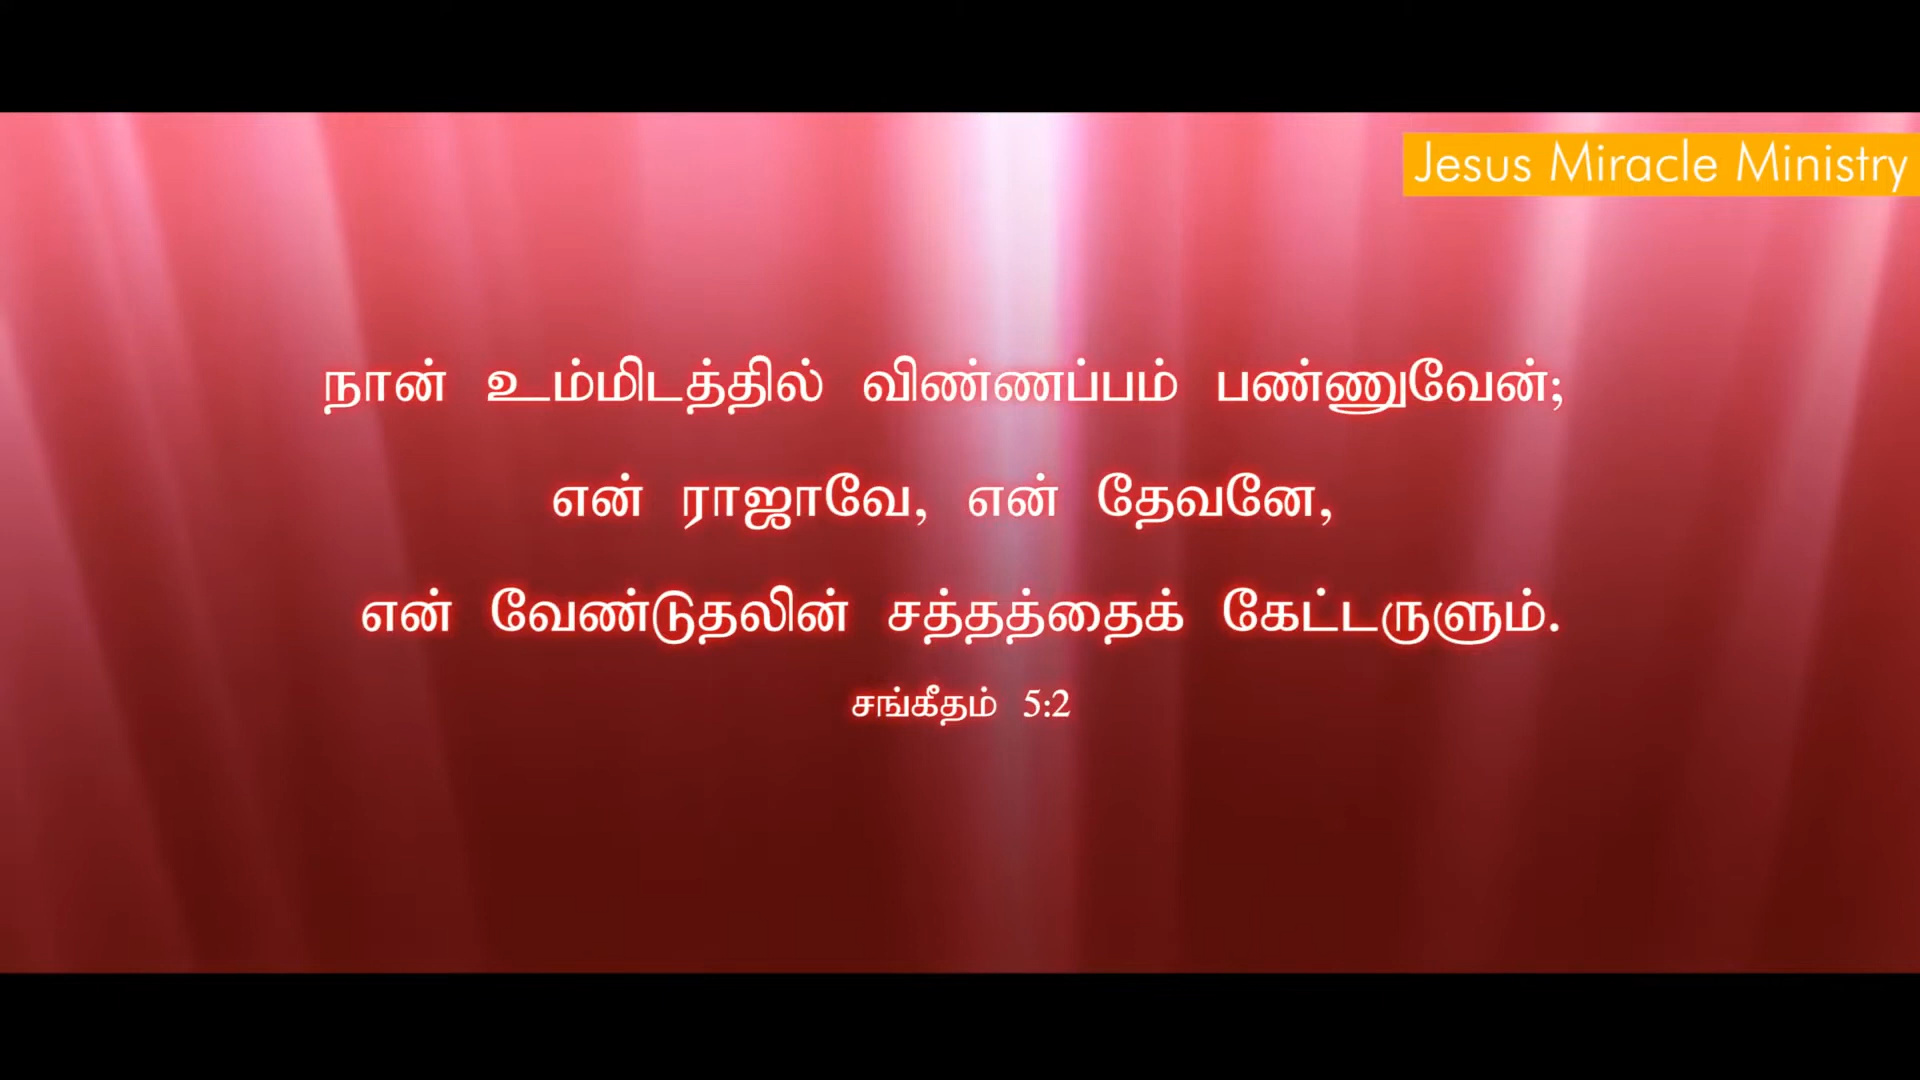 Jesus Miracle Ministry
நான் உம்மிடத்தில் விண்ணப்பம் பண்ணுவேன்;
என் ராஜாவே, என் தேவனே,
என் வேண்டுதலின் சத்தத்தைக் கேட்டருளும்.
சங்கீதம் 5:2